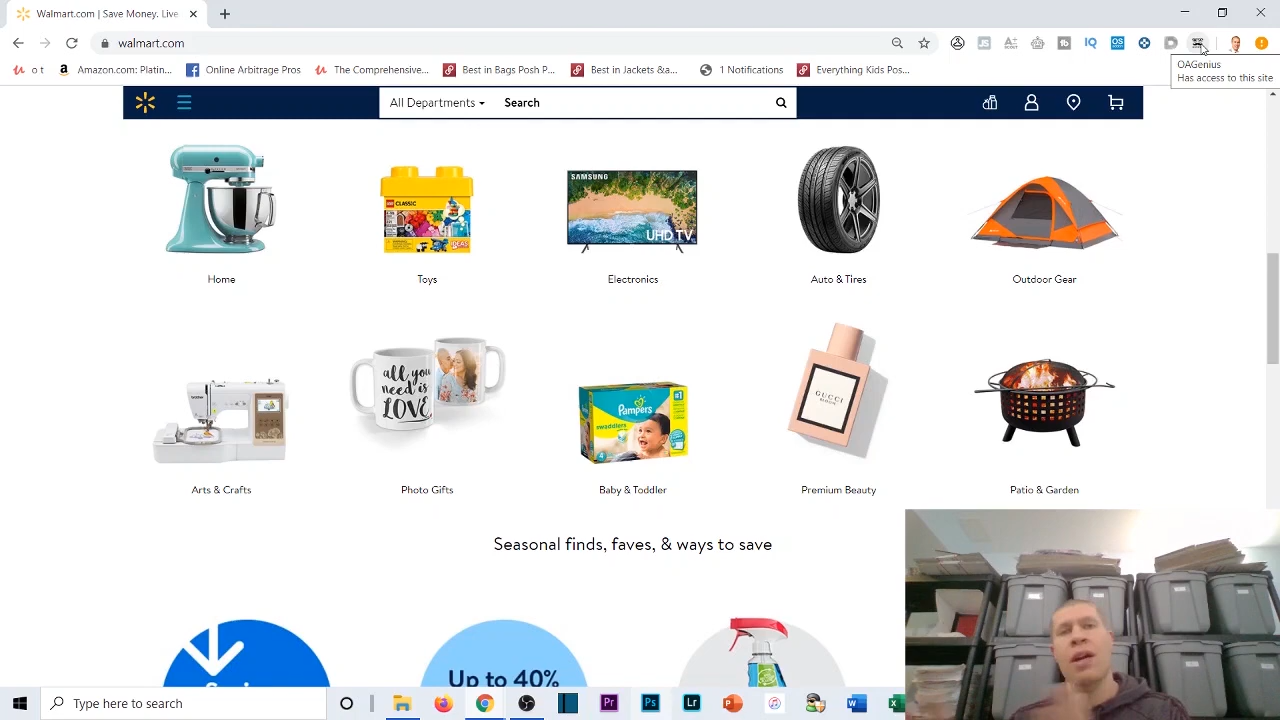 Walmart.com | Save Money. Live
walmart.com
o t
Amazon.com: Platin...
Online Arbitrage Pros
The Comprehensive...
Best in Bags Posh P...
Best in Jackets &a...
1 Notifications
Everything Kids Pos...
OAGenius
Has access to this site
All Departments
Search
SAMSUNG
UHD TV
LEGO
CLASSIC
Home
Toys
Electronics
Auto & Tires
Outdoor Gear
all you
need is
LOVE
Pampers
swaddlers
GUCCI
brother
Arts & Crafts
Photo Gifts
Baby & Toddler
Premium Beauty
Patio & Garden
Seasonal finds, faves, & ways to save
Up to 40%
Type here to search